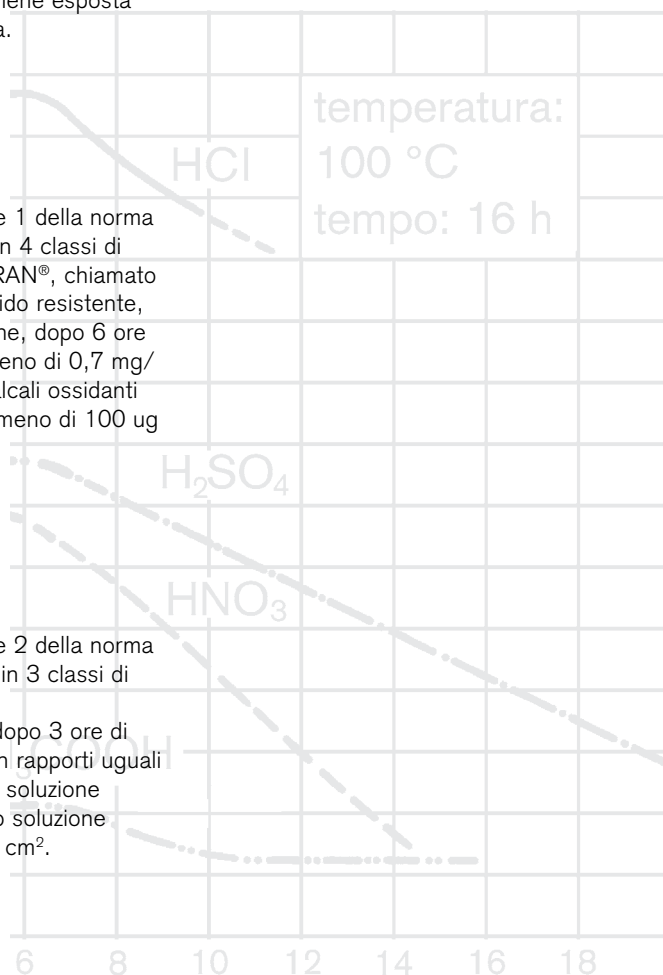 iene esposta
a.
temperatura:
HCl
100 °C
tempo: 16 h
e 1 della norma
n 4 classi di
RAN®, chiamato
ido resistente,
ne, dopo 6 ore
eno di 0,7 mg/
lcali ossidanti
meno di 100 ug
H₂SO₄
HNO₃
e 2 della norma
in 3 classi di
dopo 3 ore di
₃COOH
n rapporti uguali
soluzione
o soluzione
cm².
6 8 10 12 14 16 18